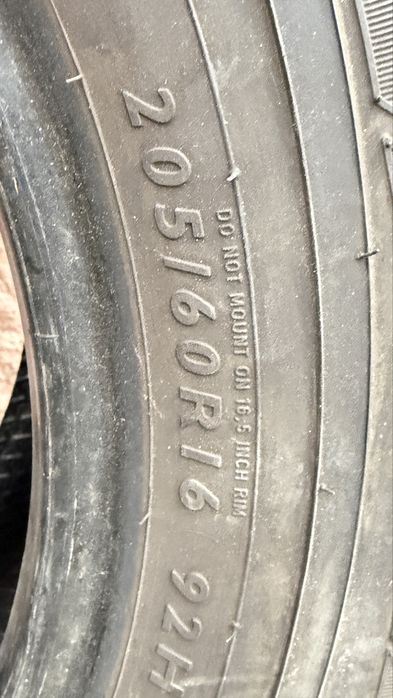 205/60R16 92H
DO NOT MOUNT ON 16.5 INCH RIM